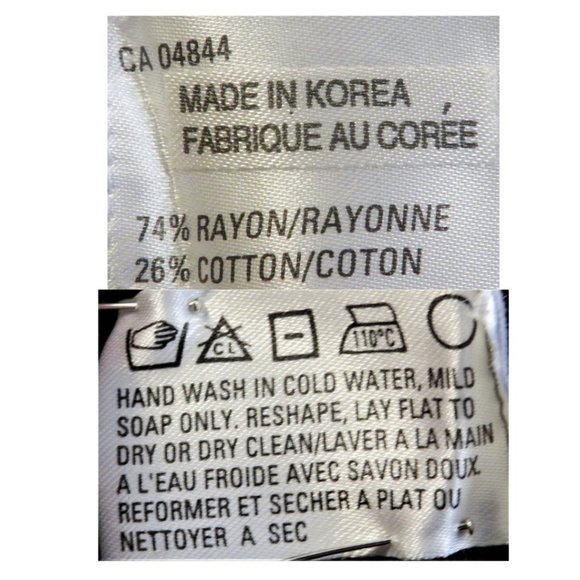 CA 04844
MADE IN KOREA
FABRIQUE AU CORÉE
74% RAYON/RAYONNE
26% COTTON/COTON
CL
110°C
HAND WASH IN COLD WATER, MILD
SOAP ONLY. RESHAPE, LAY FLAT TO
DRY OR DRY CLEAN/LAVER A LA MAIN
A L'EAU FROIDE AVEC SAVON DOUX.
REFORMER ET SECHER A PLAT OU
NETTOYER A SEC